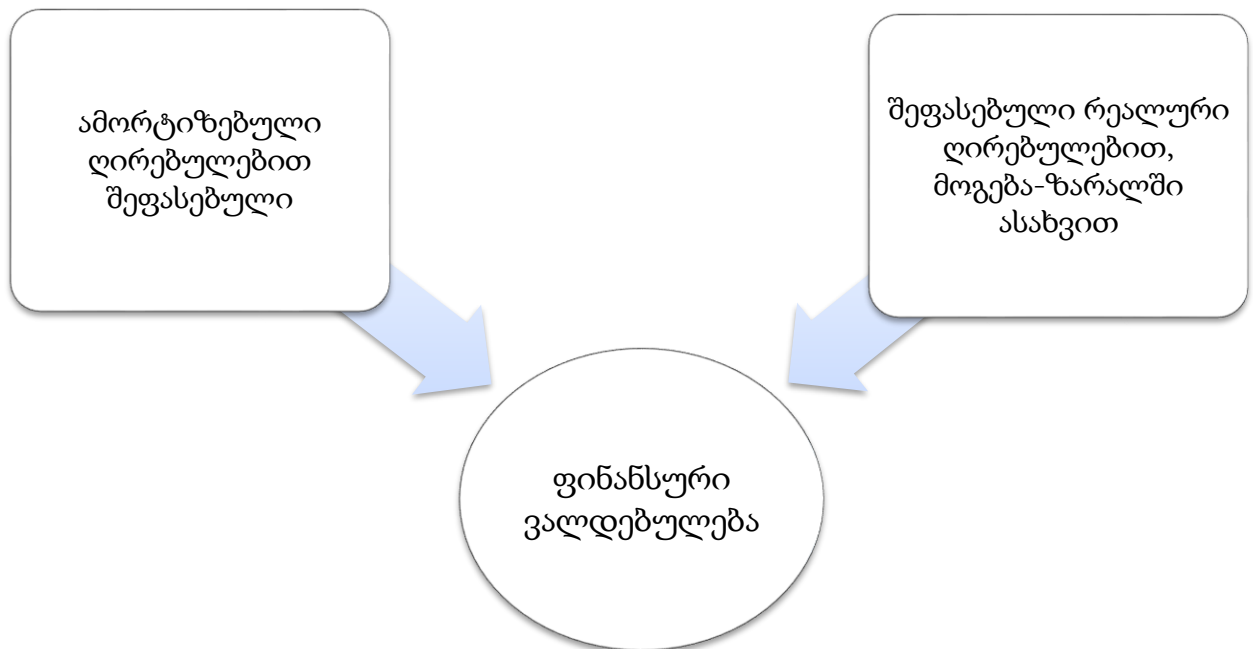 ამორტიზებული
ღირებულებით
შეფასებული
შეფასებული რეალური
ღირებულებით,
მოგება-ზარალში
ასახვით
ფინანსური
ვალდებულება